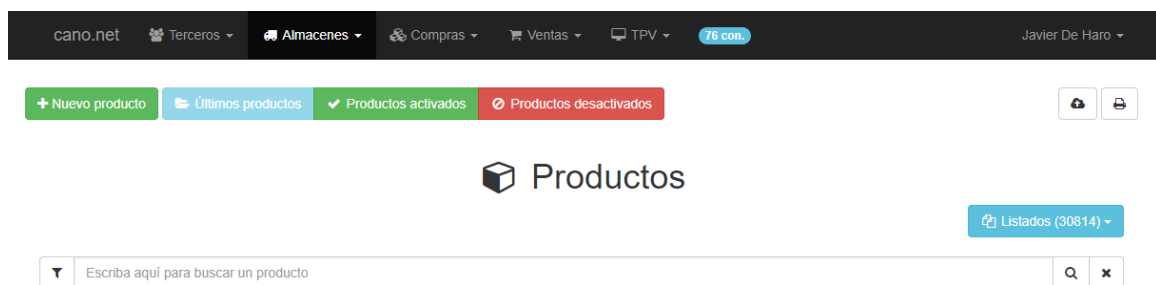 cano.net Terceros Almacenes Compras Ventas TPV 76 con. Javier De Haro
Nuevo producto Últimos productos Productos activados Productos desactivados
Productos
Listados (30814)
Escriba aquí para buscar un producto